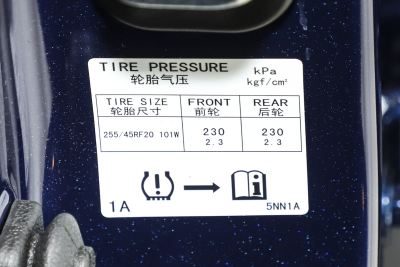 TIRE PRESSURE kPa
轮胎气压 kgf/cm²
TIRE SIZE FRONT REAR
轮胎尺寸 前轮 后轮
255/45RF20 101W 230 230
2.3 2.3
1A 5NN1A